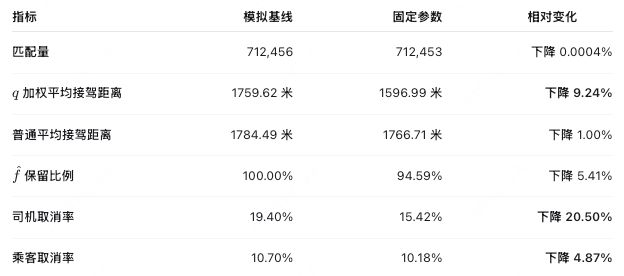 指标 模拟基线 固定参数 相对变化
匹配量 712,456 712,453 下降 0.0004%
q 加权平均接驾距离 1759.62 米 1596.99 米 下降 9.24%
普通平均接驾距离 1784.49 米 1766.71 米 下降 1.00%
f̂ 保留比例 100.00% 94.59% 下降 5.41%
司机取消率 19.40% 15.42% 下降 20.50%
乘客取消率 10.70% 10.18% 下降 4.87%